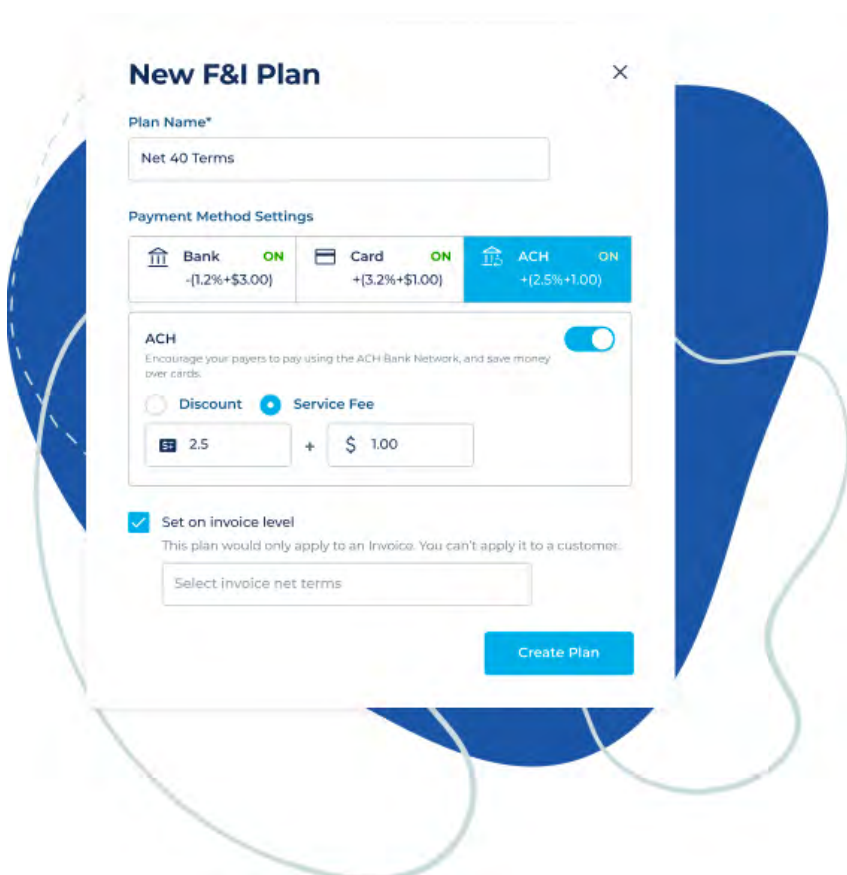 New F&I Plan
Plan Name*
Net 40 Terms
Payment Method Settings
Bank ON
-(1.2%+$3.00)
Card ON
+(3.2%+$1.00)
ACH ON
+(2.5%+1.00)
ACH
Encourage your payers to pay using the ACH Bank Network, and save money
over cards.
Discount Service Fee
2.5 + $ 1.00
Set on invoice level
This plan would only apply to an Invoice. You can't apply it to a customer.
Select invoice net terms
Create Plan